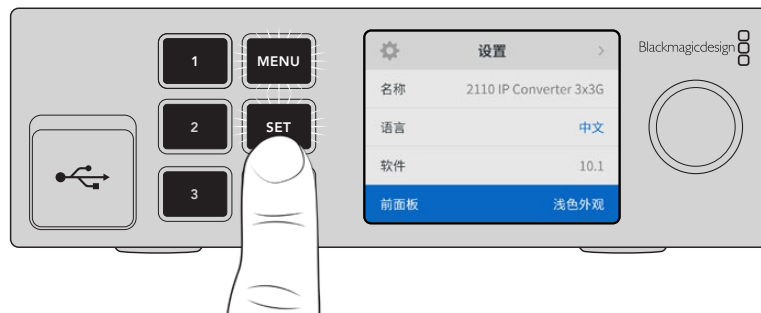 1
MENU
2
SET
3
设置
名称 2110 IP Converter 3x3G
语言 中文
软件 10.1
前面板 浅色外观
Blackmagicdesign